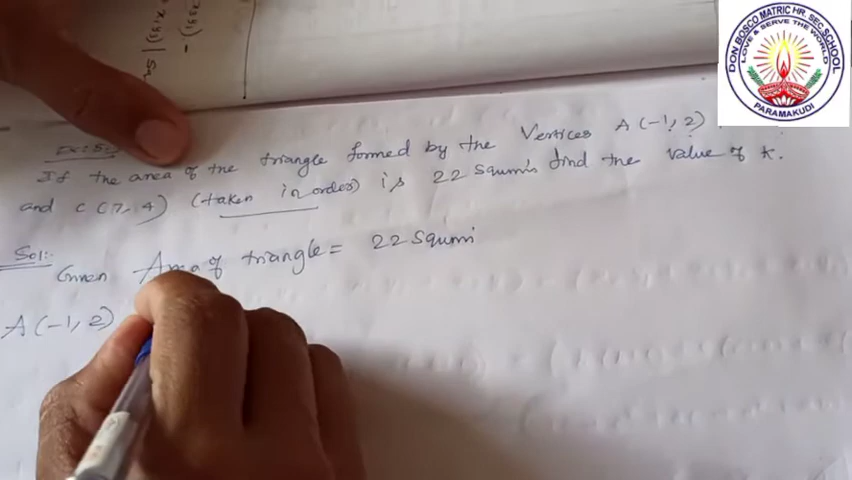 DON BOSCO MATRIC HR. SEC. SCHOOL
LOVE & SERVE THE WORLD
PARAMAKUDI
If the area of the triangle formed by the Vertices A (-1, 2)
and C (7, 4) (taken in order) is 22 Squnits find the value of k.
Sol:-
Given Area of triangle = 22 Squnits
A (-1, 2)